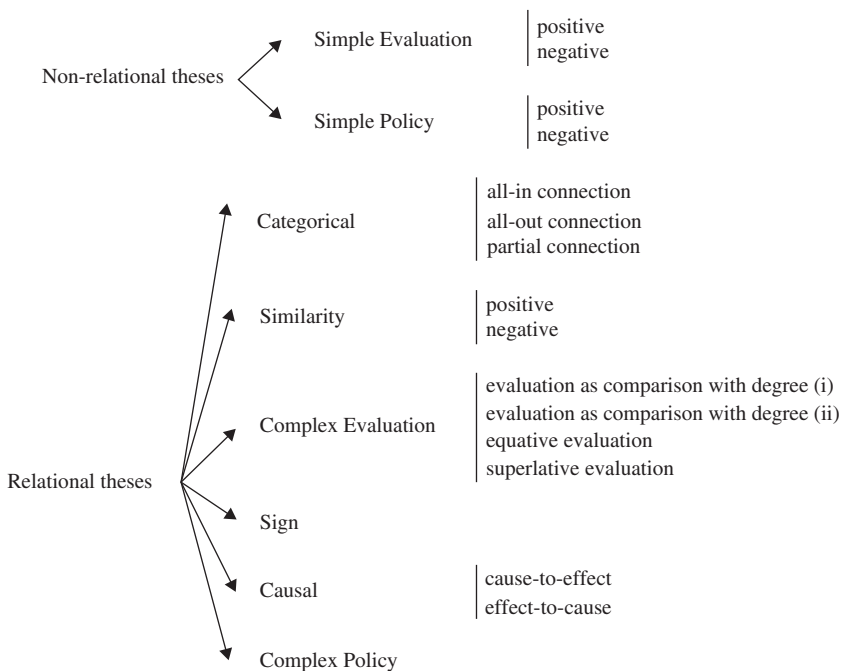 Simple Evaluation
positive
negative
Non-relational theses
Simple Policy
positive
negative
Categorical
all-in connection
all-out connection
partial connection
Similarity
positive
negative
Complex Evaluation
evaluation as comparison with degree (i)
evaluation as comparison with degree (ii)
equative evaluation
superlative evaluation
Relational theses
Sign
Causal
cause-to-effect
effect-to-cause
Complex Policy